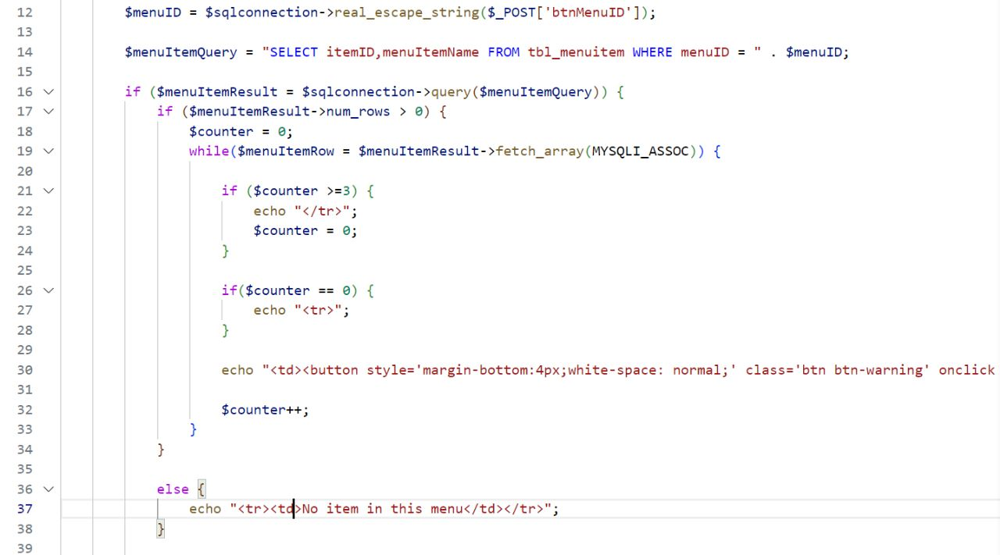 12 $menuID = $sqlconnection->real_escape_string($_POST['btnMenuID']);
13
14 $menuItemQuery = "SELECT itemID,menuItemName FROM tbl_menuitem WHERE menuID = " . $menuID;
15
16 if ($menuItemResult = $sqlconnection->query($menuItemQuery)) {
17 if ($menuItemResult->num_rows > 0) {
18 $counter = 0;
19 while($menuItemRow = $menuItemResult->fetch_array(MYSQLI_ASSOC)) {
20
21 if ($counter >=3) {
22 echo "</tr>";
23 $counter = 0;
24 }
25
26 if($counter == 0) {
27 echo "<tr>";
28 }
29
30 echo "<td><button style='margin-bottom:4px;white-space: normal;' class='btn btn-warning' onclick
31
32 $counter++;
33 }
34 }
35
36 else {
37 echo "<tr><td>No item in this menu</td></tr>";
38 }
39